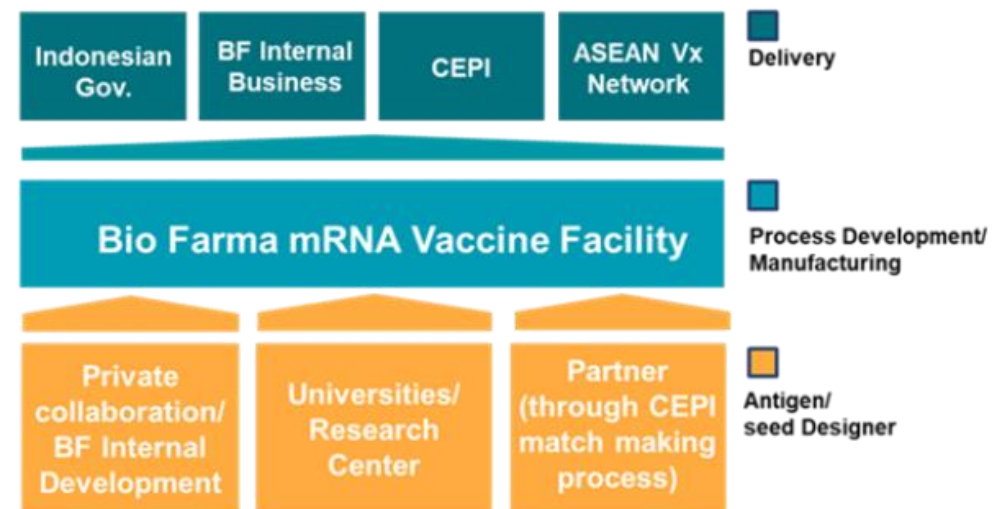 Indonesian
Gov.
BF Internal
Business
CEPI
ASEAN Vx
Network
Delivery
Bio Farma mRNA Vaccine Facility
Process Development/
Manufacturing
Private
collaboration/
BF Internal
Development
Universities/
Research
Center
Partner
(through CEPI
match making
process)
Antigen/
seed Designer